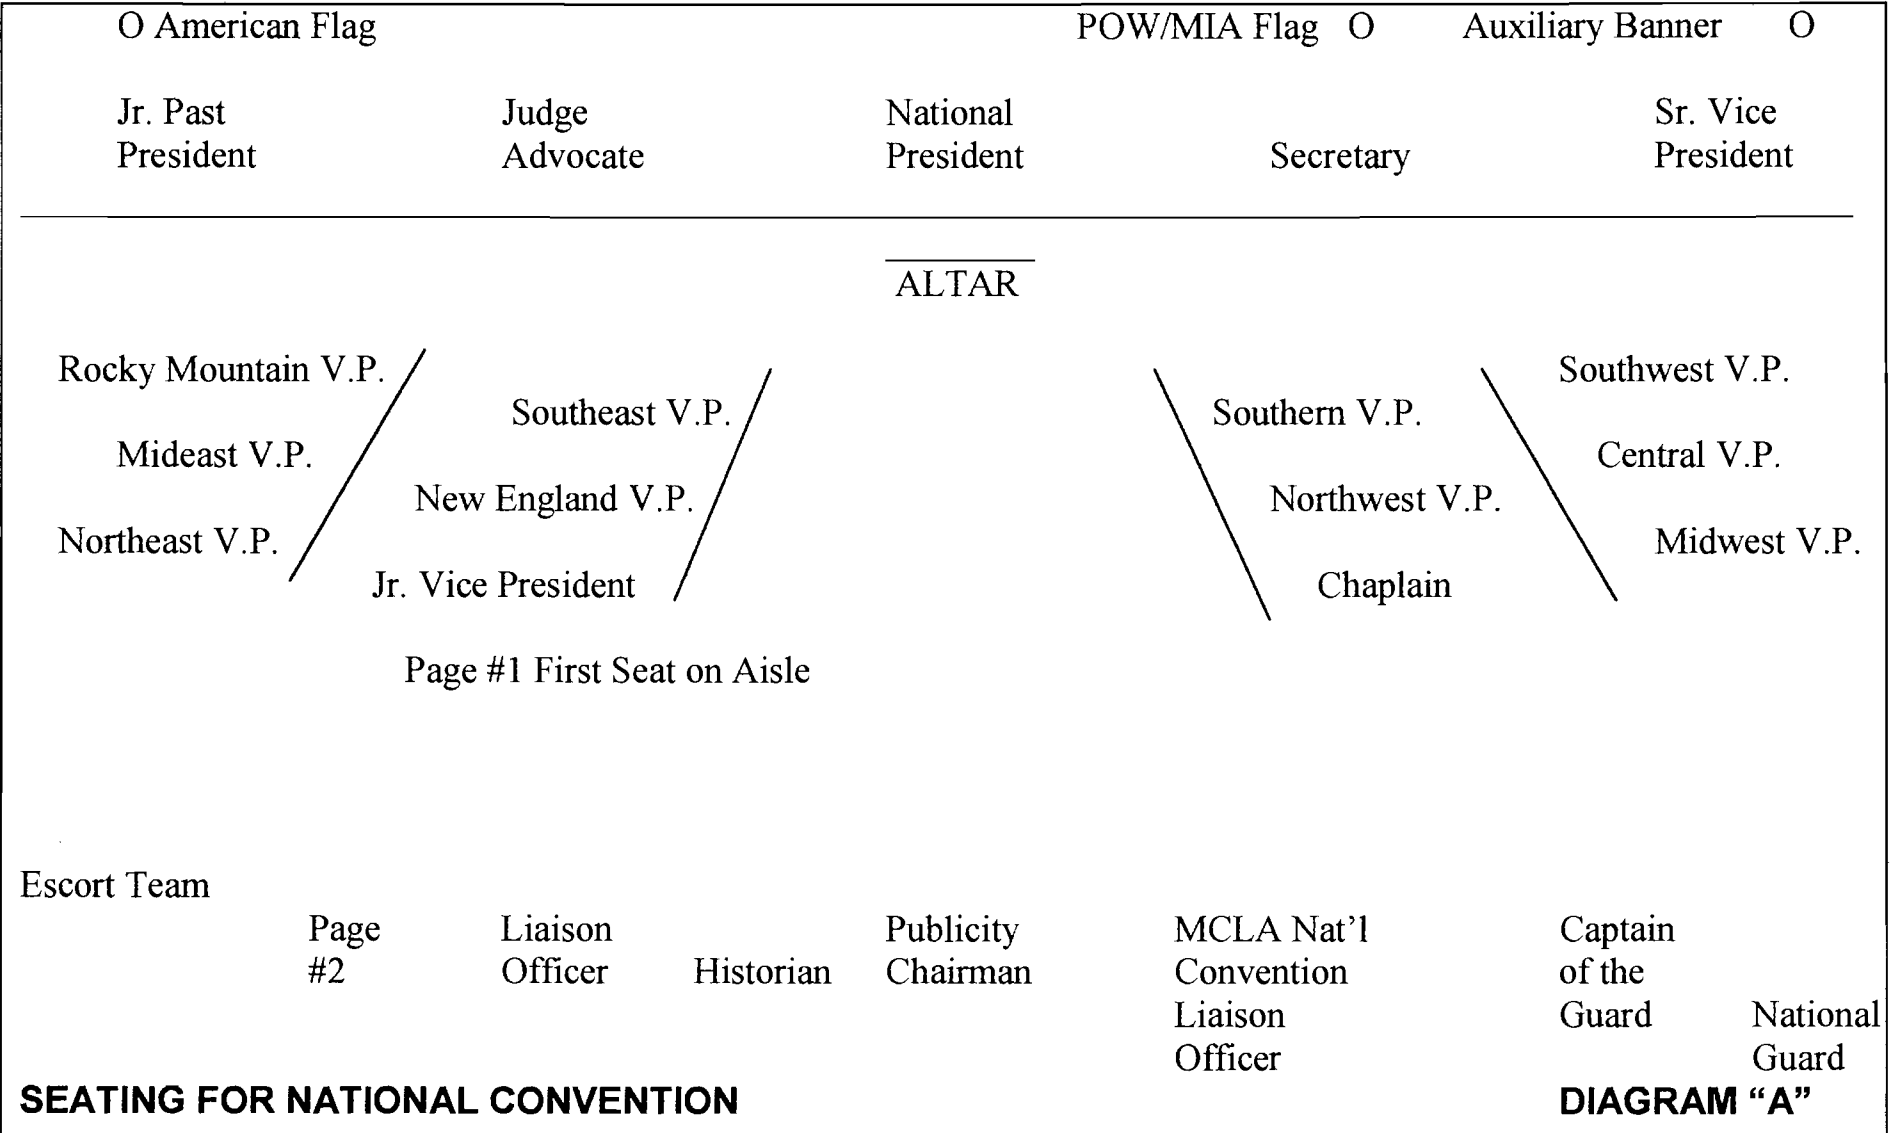 O American Flag POW/MIA Flag O Auxiliary Banner O
Jr. Past Judge National Sr. Vice
President Advocate President Secretary President
ALTAR
Rocky Mountain V.P. Southwest V.P.
Southeast V.P. Southern V.P.
Mideast V.P. Central V.P.
New England V.P. Northwest V.P.
Northeast V.P. Midwest V.P.
Jr. Vice President Chaplain
Page #1 First Seat on Aisle
Escort Team
Page Liaison Publicity MCLA Nat'l Captain
#2 Officer Historian Chairman Convention of the
Liaison Guard National
Officer Guard
SEATING FOR NATIONAL CONVENTION DIAGRAM “A”